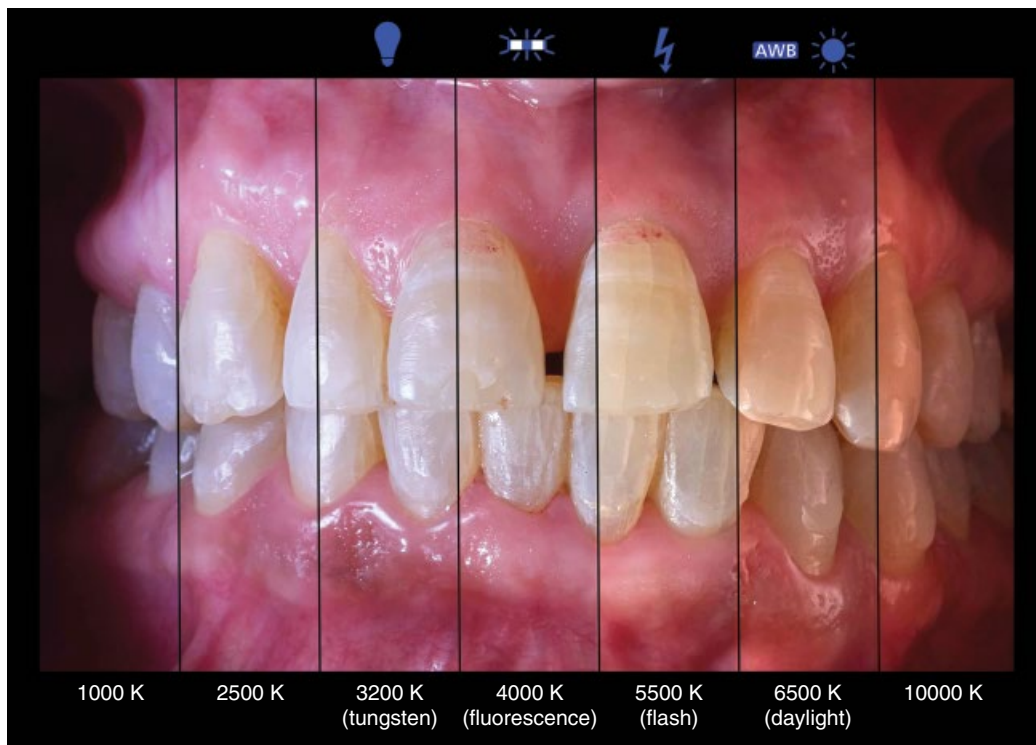 AWB
1000 K
2500 K
3200 K
(tungsten)
4000 K
(fluorescence)
5500 K
(flash)
6500 K
(daylight)
10000 K